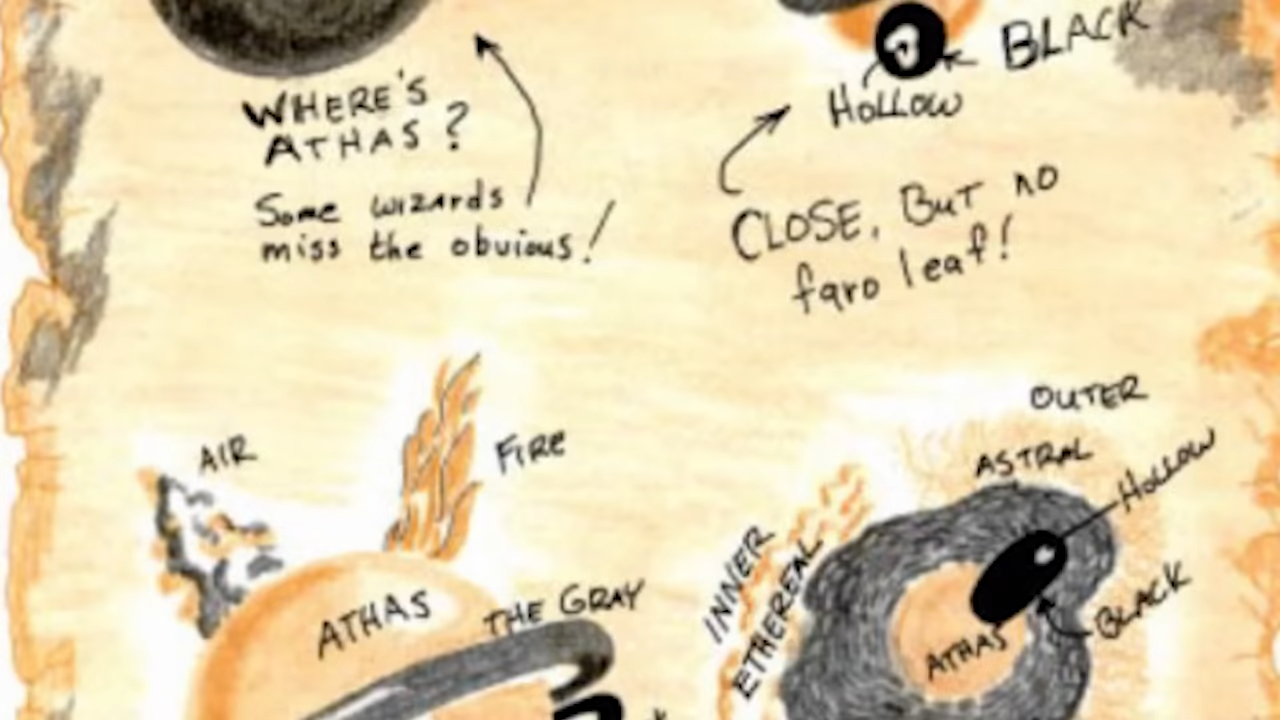 WHERE'S
ATHAS?
Some wizards
miss the obvious!
BLACK
Hollow
CLOSE, BUT NO
faro leaf!
AIR
FIRE
ATHAS
THE GRAY
OUTER
ASTRAL
HOLLOW
INNER
ETHEREAL
BLACK
ATHAS